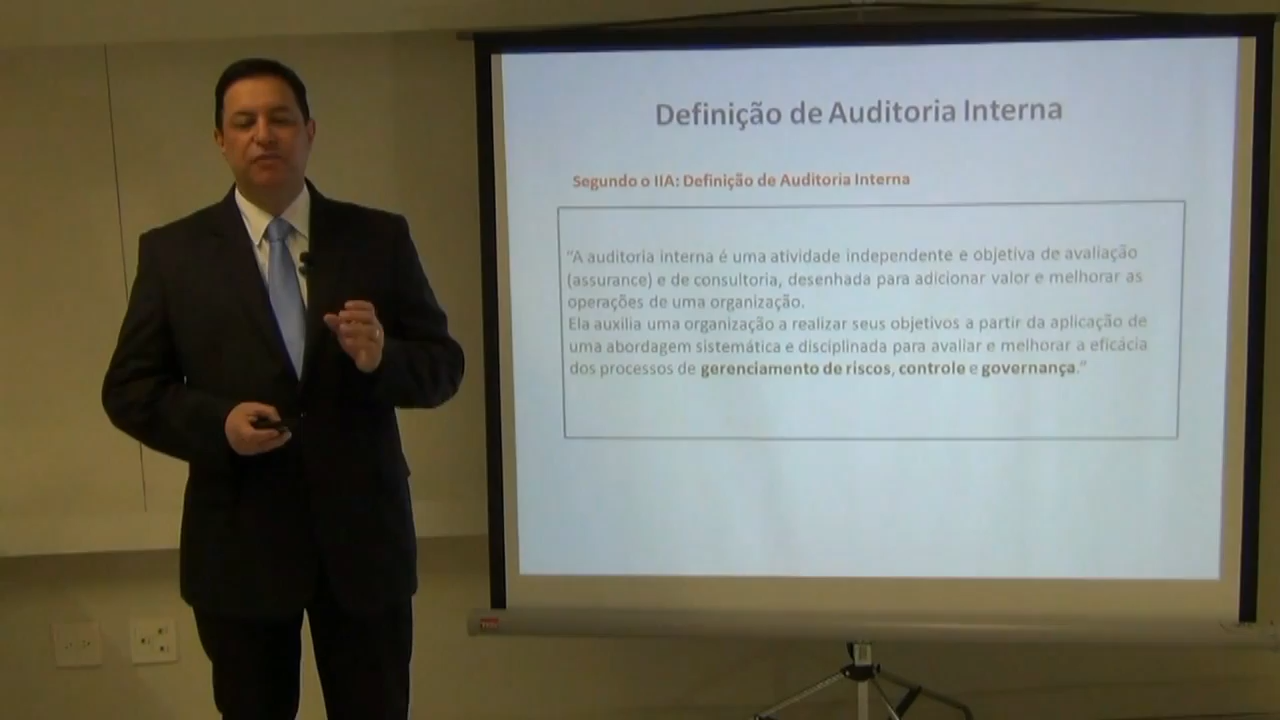 Definição de Auditoria Interna
Segundo o IIA: Definição de Auditoria Interna
“A auditoria interna é uma atividade independente e objetiva de avaliação
(assurance) e de consultoria, desenhada para adicionar valor e melhorar as
operações de uma organização.
Ela auxilia uma organização a realizar seus objetivos a partir da aplicação de
uma abordagem sistemática e disciplinada para avaliar e melhorar a eficácia
dos processos de gerenciamento de riscos, controle e governança.”